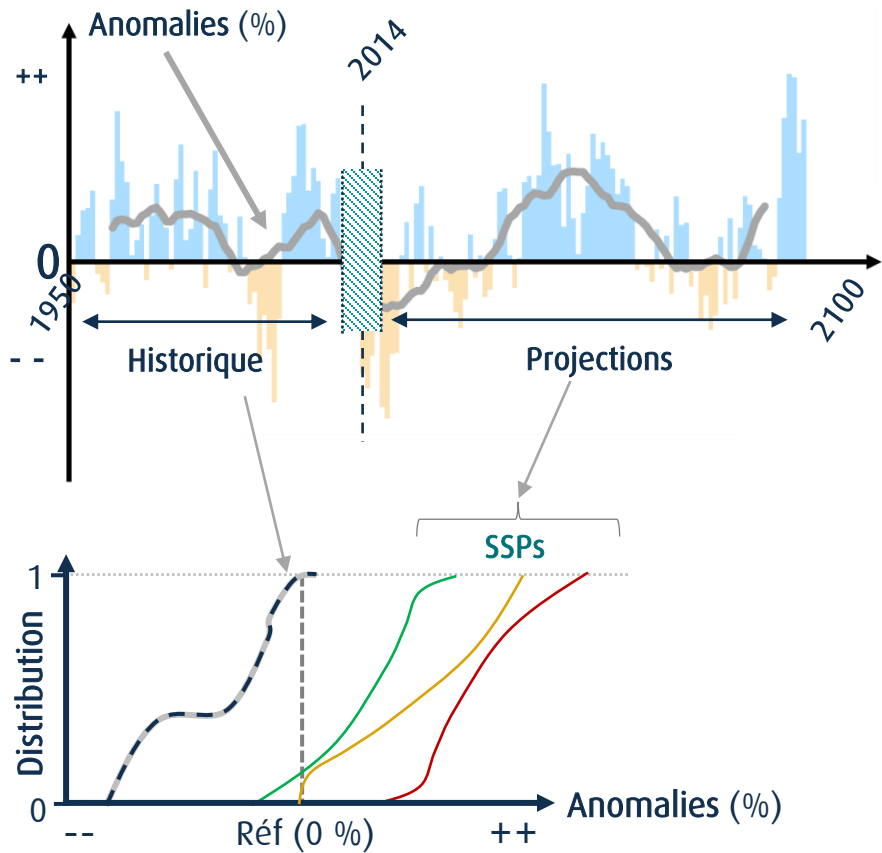 Anomalies (%)
2014
++
0
1950
2100
- -
Historique
Projections
SSPs
1
Distribution
0
Anomalies (%)
--
Réf (0 %)
++